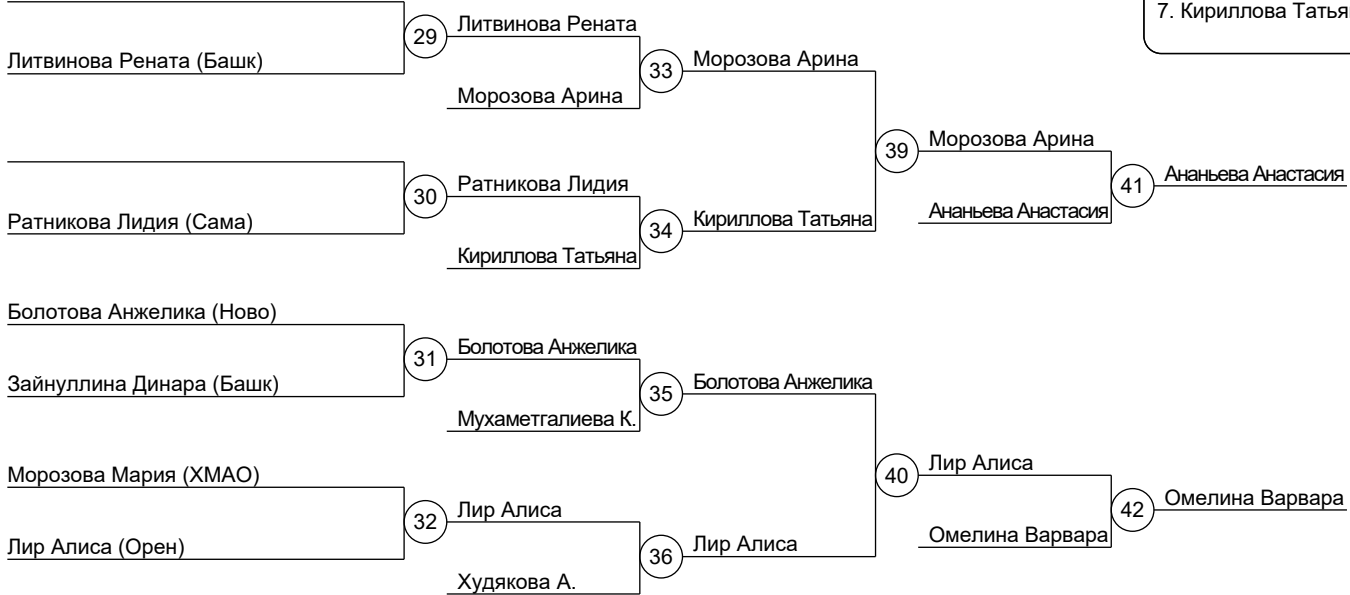 7. Кириллова Татья
Литвинова Рената (Башк)
29
Литвинова Рената
Морозова Арина
33
Морозова Арина
Ратникова Лидия (Сама)
30
Ратникова Лидия
Кириллова Татьяна
34
Кириллова Татьяна
39
Морозова Арина
Ананьева Анастасия
41
Ананьева Анастасия
Болотова Анжелика (Ново)
Зайнуллина Динара (Башк)
31
Болотова Анжелика
Мухаметгалиева К.
35
Болотова Анжелика
Морозова Мария (ХМАО)
Лир Алиса (Орен)
32
Лир Алиса
Худякова А.
36
Лир Алиса
40
Лир Алиса
Омелина Варвара
42
Омелина Варвара